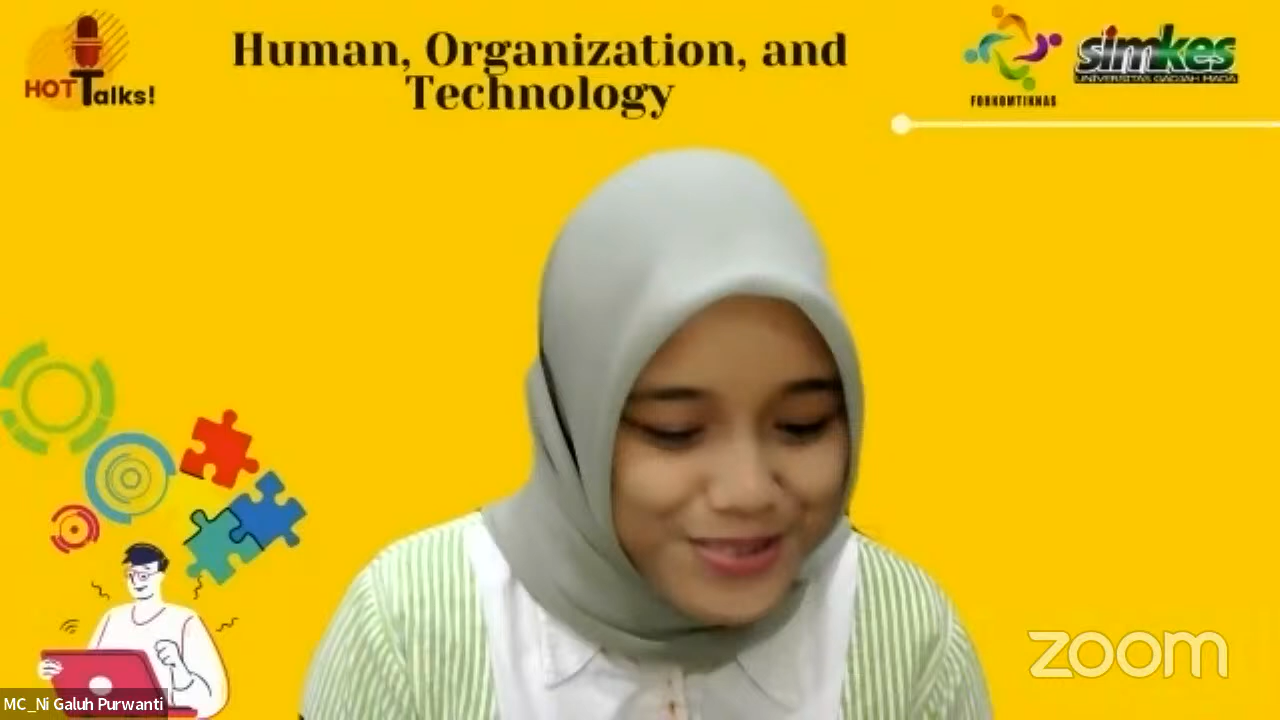 HOT
Talks!
Human, Organization, and
Technology
FORKOMTIKNAS
simkes
UNIVERSITAS GADJAH MADA
zoom
MC_Ni Galuh Purwanti